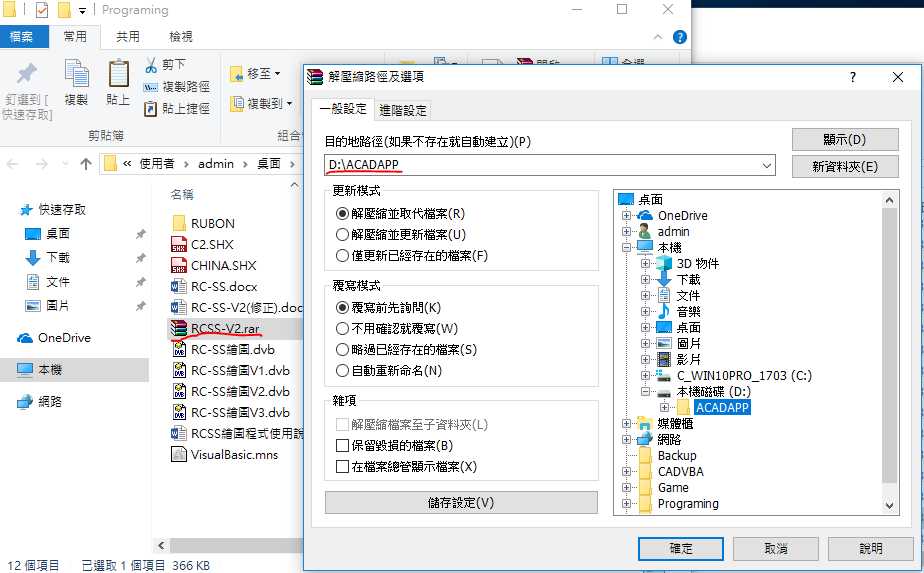 Programing
檔案
常用
共用
檢視
釘選到 [
快速存取]
複製
貼上
剪下
複製路徑
貼上捷徑
剪貼簿
移至
複製到
« 使用者 > admin > 桌面 >
名稱
快速存取
桌面
下載
文件
圖片
OneDrive
本機
網路
RUBON
C2.SHX
CHINA.SHX
RC-SS.docx
RC-SS-V2(修正).doc
RCSS-V2.rar
RC-SS繪圖.dvb
RC-SS繪圖V1.dvb
RC-SS繪圖V2.dvb
RC-SS繪圖V3.dvb
RCSS繪圖程式使用說
VisualBasic.mns
12 個項目 已選取 1 個項目 366 KB
解壓縮路徑及選項
一般設定
進階設定
目的地路徑(如果不存在就自動建立)(P)
D:\ACADAPP
顯示(D)
新資料夾(E)
更新模式
解壓縮並取代檔案(R)
解壓縮並更新檔案(U)
僅更新已經存在的檔案(F)
覆寫模式
覆寫前先詢問(K)
不用確認就覆寫(W)
略過已經存在的檔案(S)
自動重新命名(N)
雜項
解壓縮檔案至子資料夾(L)
保留毀損的檔案(B)
在檔案總管顯示檔案(X)
儲存設定(V)
桌面
OneDrive
admin
本機
3D 物件
下載
文件
音樂
桌面
圖片
影片
C_WIN10PRO_1703 (C:)
本機磁碟 (D:)
ACADAPP
媒體櫃
網路
Backup
CADVBA
Game
Programing
確定
取消
說明